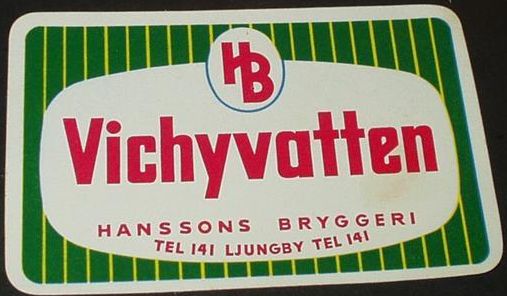 HB
Vichyvatten
HANSSONS BRYGGERI
TEL 141 LJUNGBY TEL 141